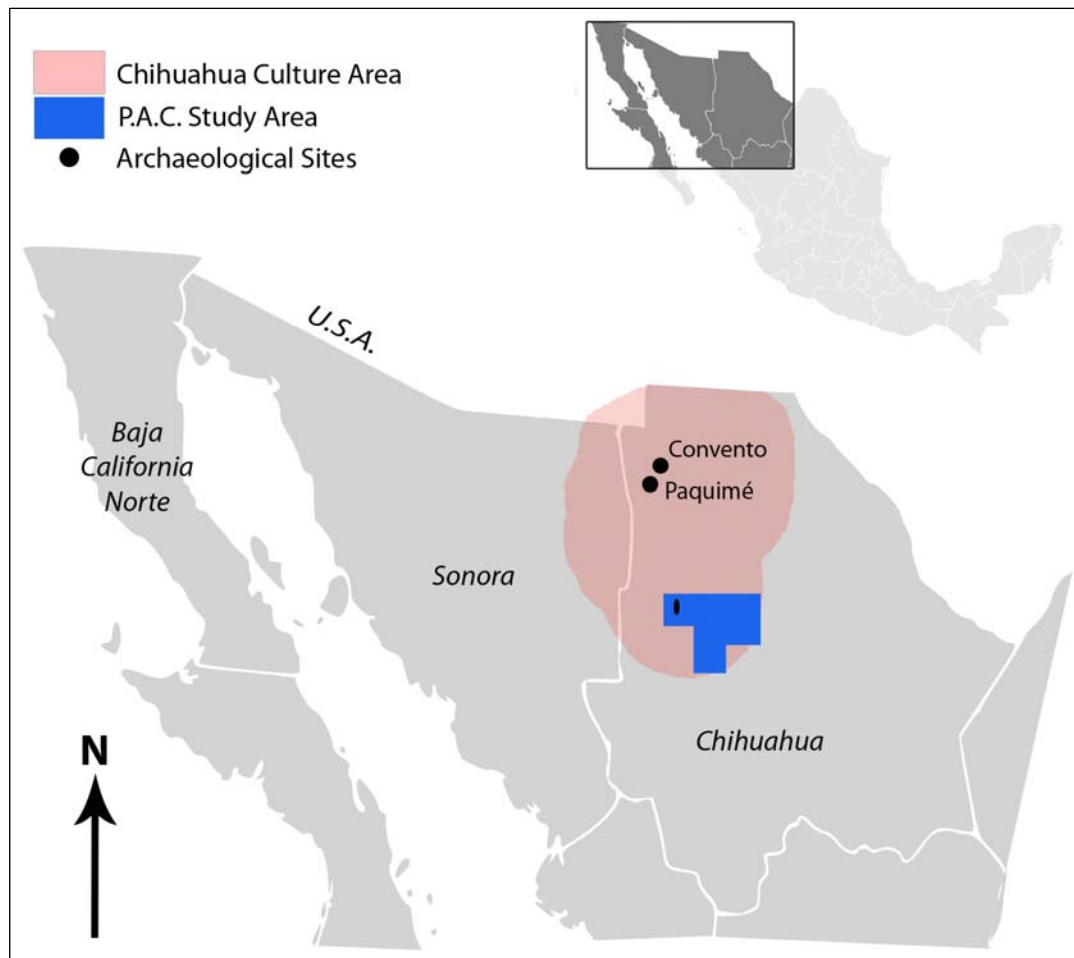 Chihuahua Culture Area
P.A.C. Study Area
Archaeological Sites
U.S.A.
Baja
California
Norte
Convento
Paquimé
Sonora
Chihuahua
N